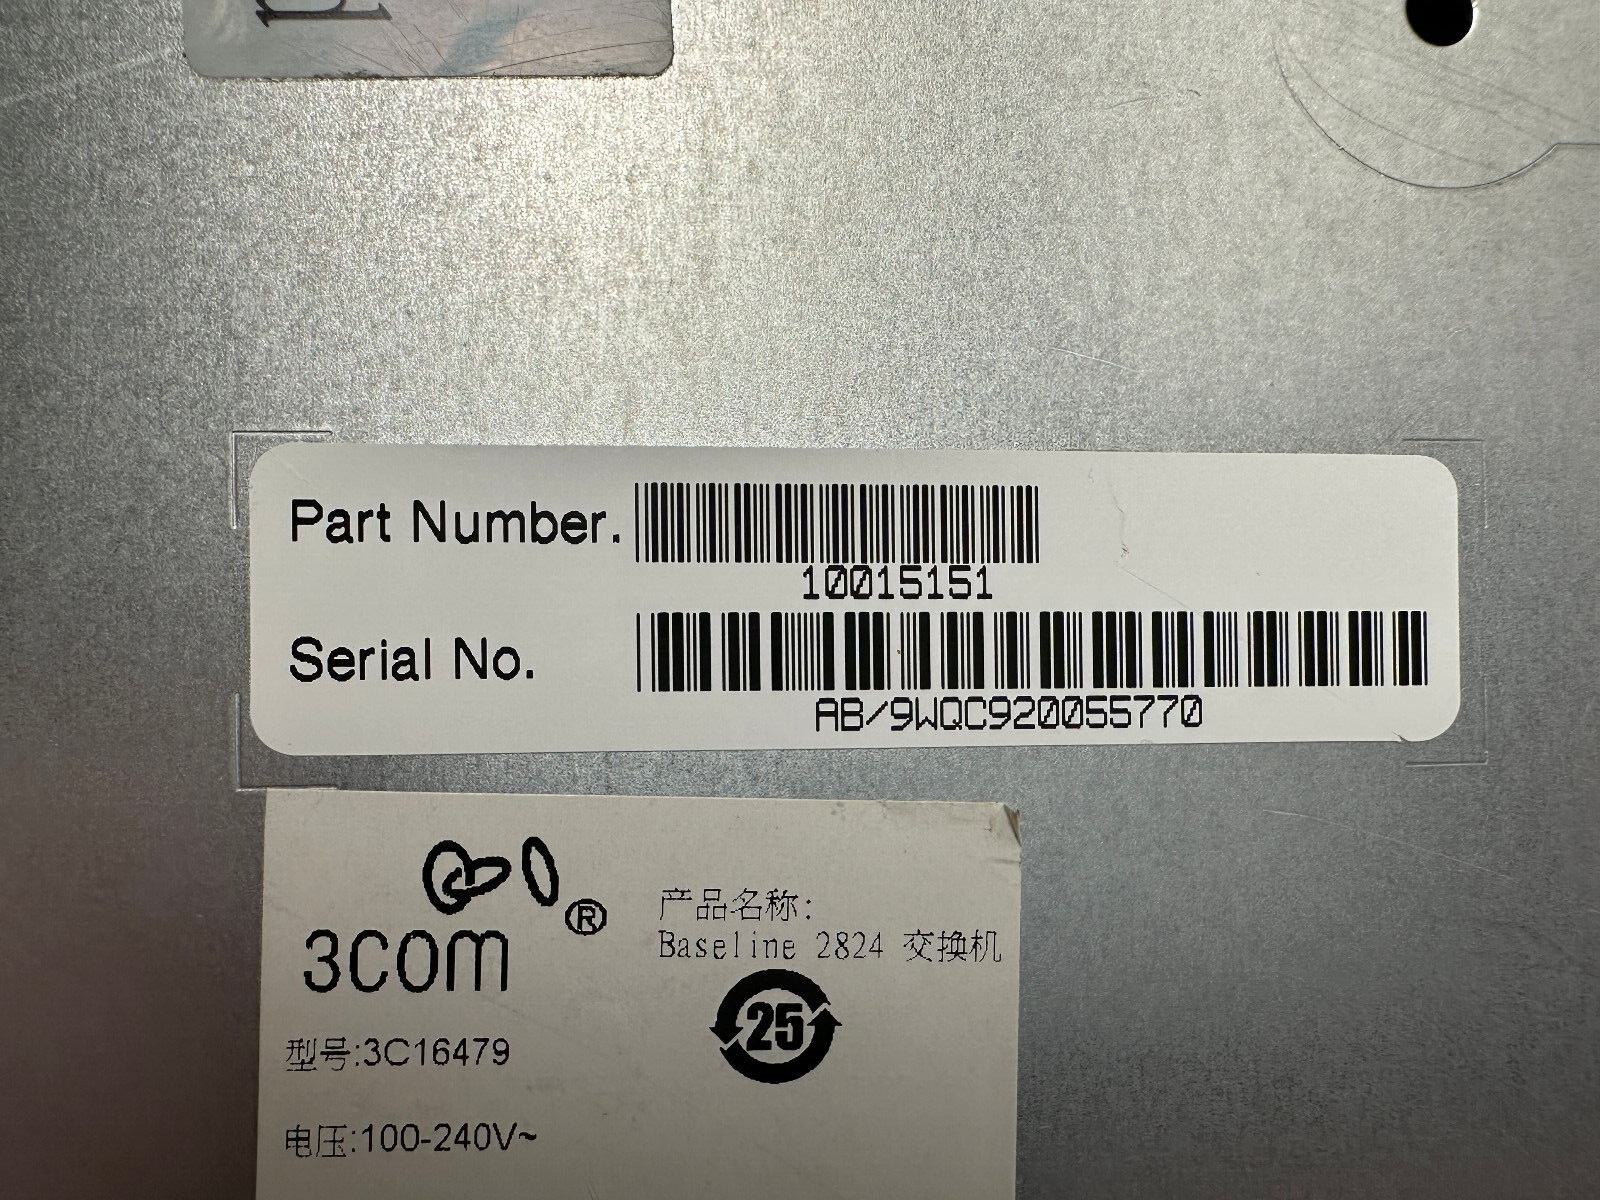 Part Number.
10015151
Serial No.
AB/9WQC920055770
®
3COM
产品名称:
Baseline 2824 交换机
25
型号:3C16479
电压:100-240V~